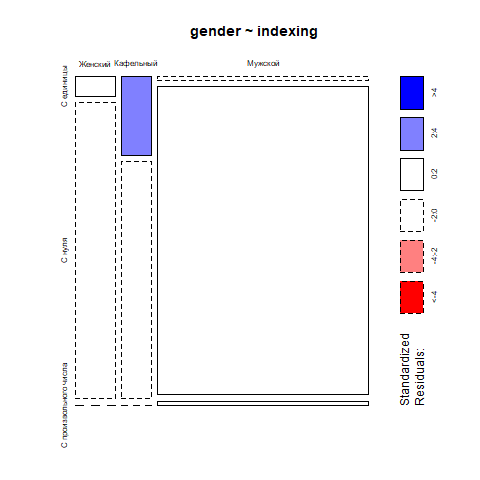 gender ~ indexing
Женский
Кафельный
Мужской
С единицы
С нуля
С произвольного числа
>4
2:4
0:2
-2:0
-4:-2
<-4
Standardized
Residuals: